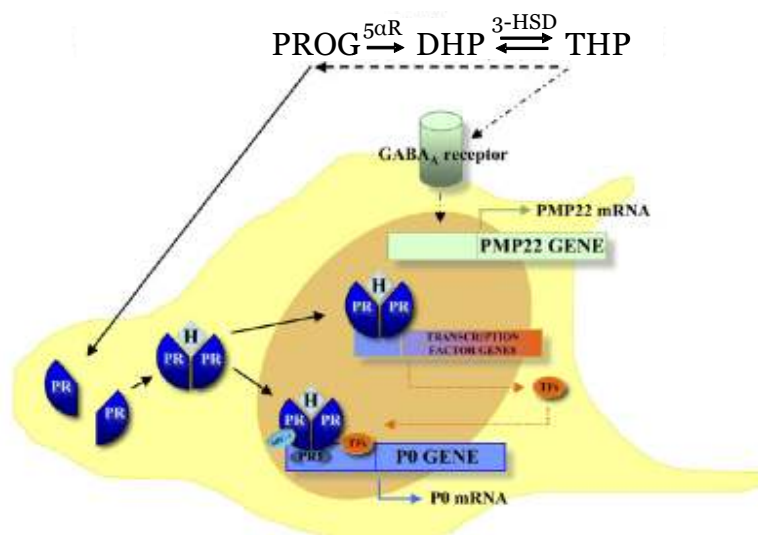 PROG 5αR DHP 3-HSD THP
GABAA receptor
PMP22 mRNA
PMP22 GENE
H
PR PR
H
PR PR
TRANSCRIPTION
FACTOR GENES
PR
PR
TFs
H
PR PR
TFs
PRE
P0 GENE
P0 mRNA